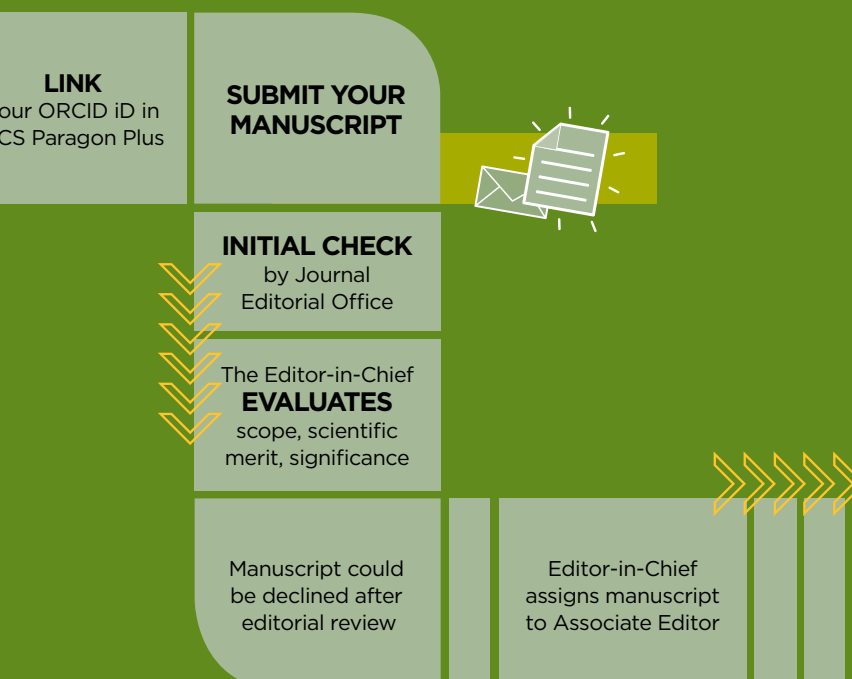 LINK
our ORCID iD in
CS Paragon Plus
SUBMIT YOUR
MANUSCRIPT
INITIAL CHECK
by Journal
Editorial Office
The Editor-in-Chief
EVALUATES
scope, scientific
merit, significance
Manuscript could
be declined after
editorial review
Editor-in-Chief
assigns manuscript
to Associate Editor